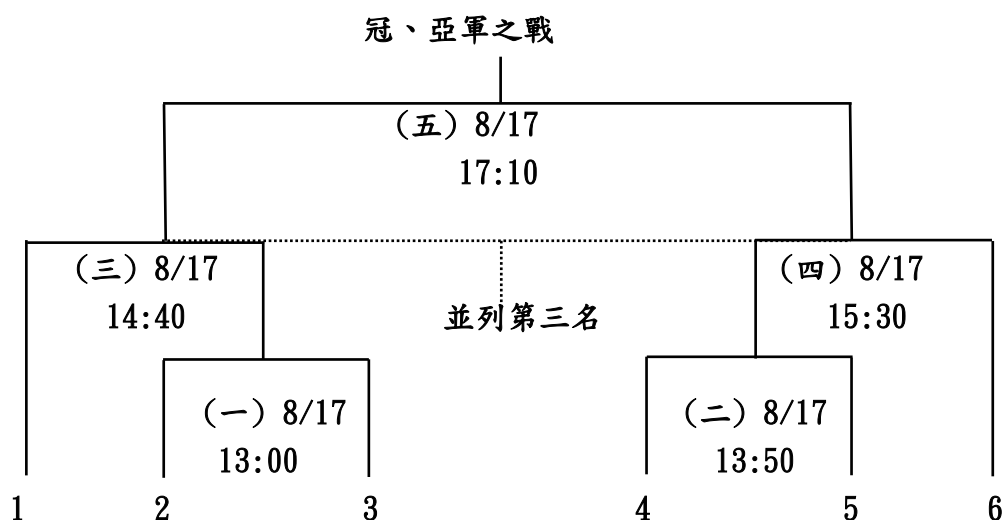 冠、亞軍之戰
（五）8/17
17:10
（三）8/17
14:40
並列第三名
（四）8/17
15:30
（一）8/17
13:00
（二）8/17
13:50
1 2 3 4 5 6